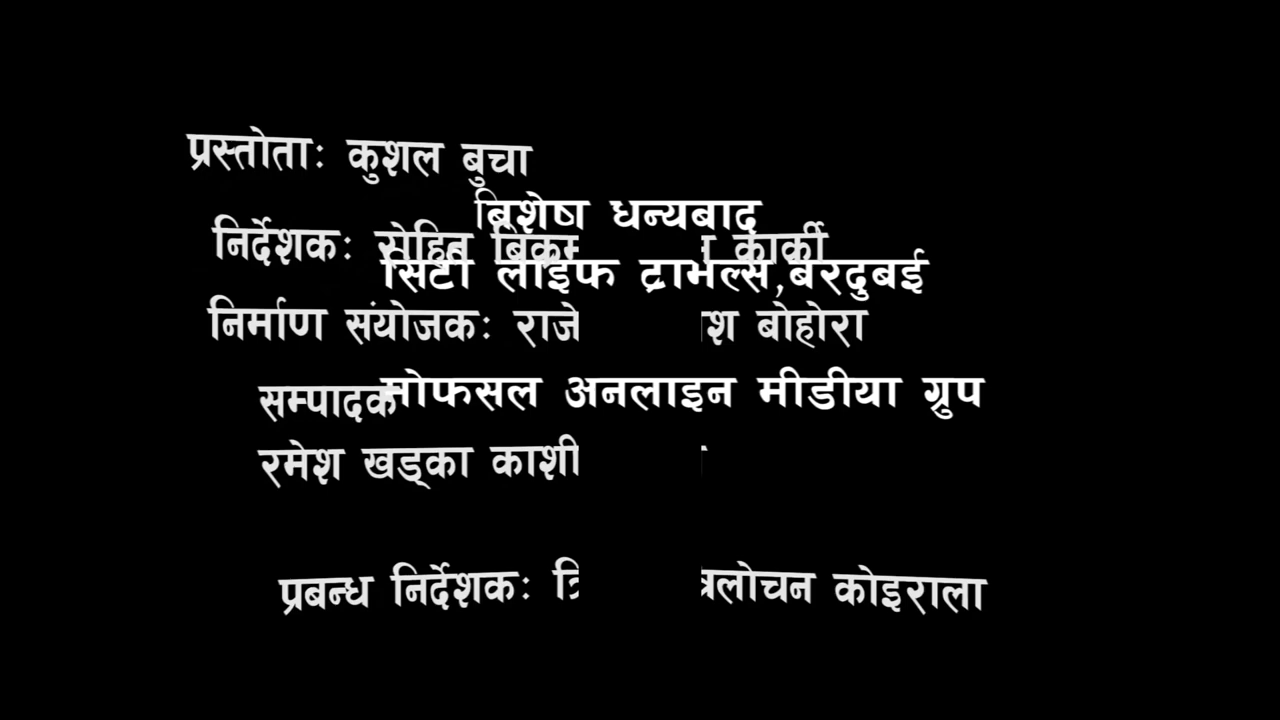 प्रस्तोताः कुशल बुचा
बिशेष धन्यबाद
निर्देशकः रोहित कार्की
सिटी लाईफ ट्राभल्स,बरदुबई
निर्माण संयोजकः बोहोरा
सम्पादक
मोफसल अनलाइन मीडीया ग्रुप
रमेश खड्का काशी
प्रबन्ध निर्देशकः त्रिलोचन कोइराला